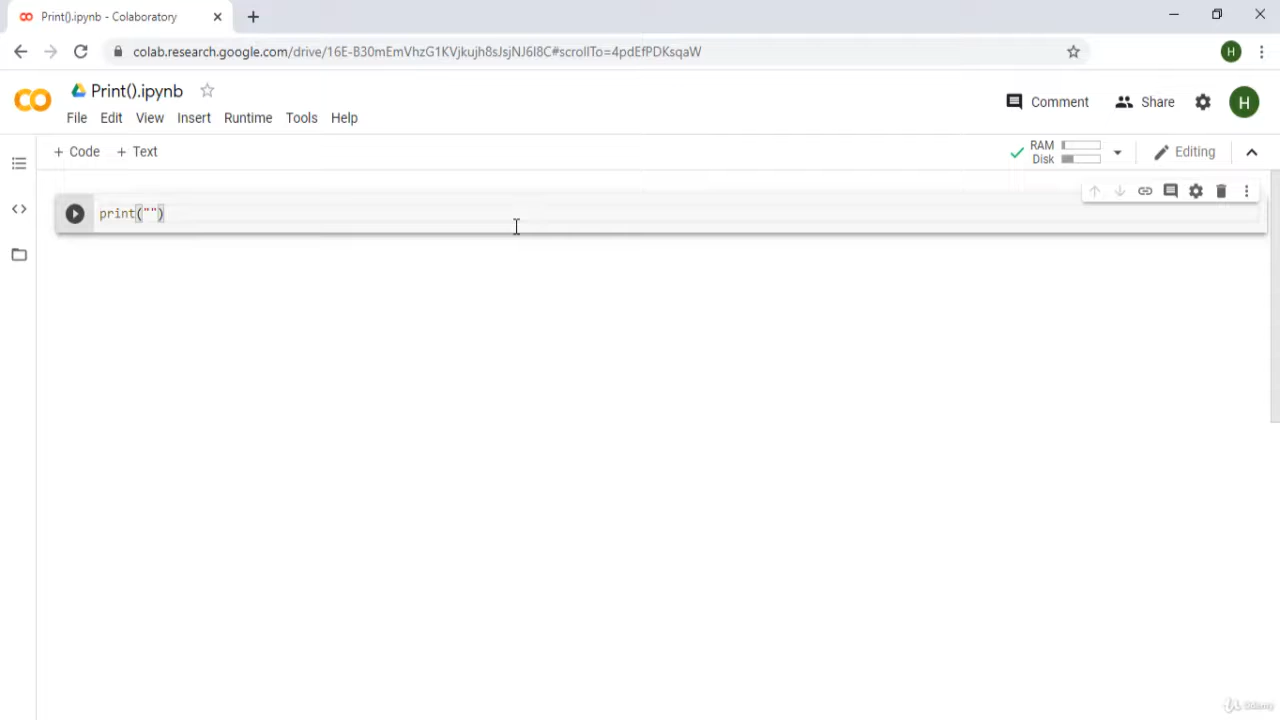 Print().ipynb - Colaboratory
colab.research.google.com/drive/16E-B30mEmVhzG1KVjkujh8sJsjNJ6I8C#scrollTo=4pdEfPDKsqaW
H
Print().ipynb
Comment
Share
H
File Edit View Insert Runtime Tools Help
+ Code + Text
RAM
Disk
Editing
print("")
Udemy